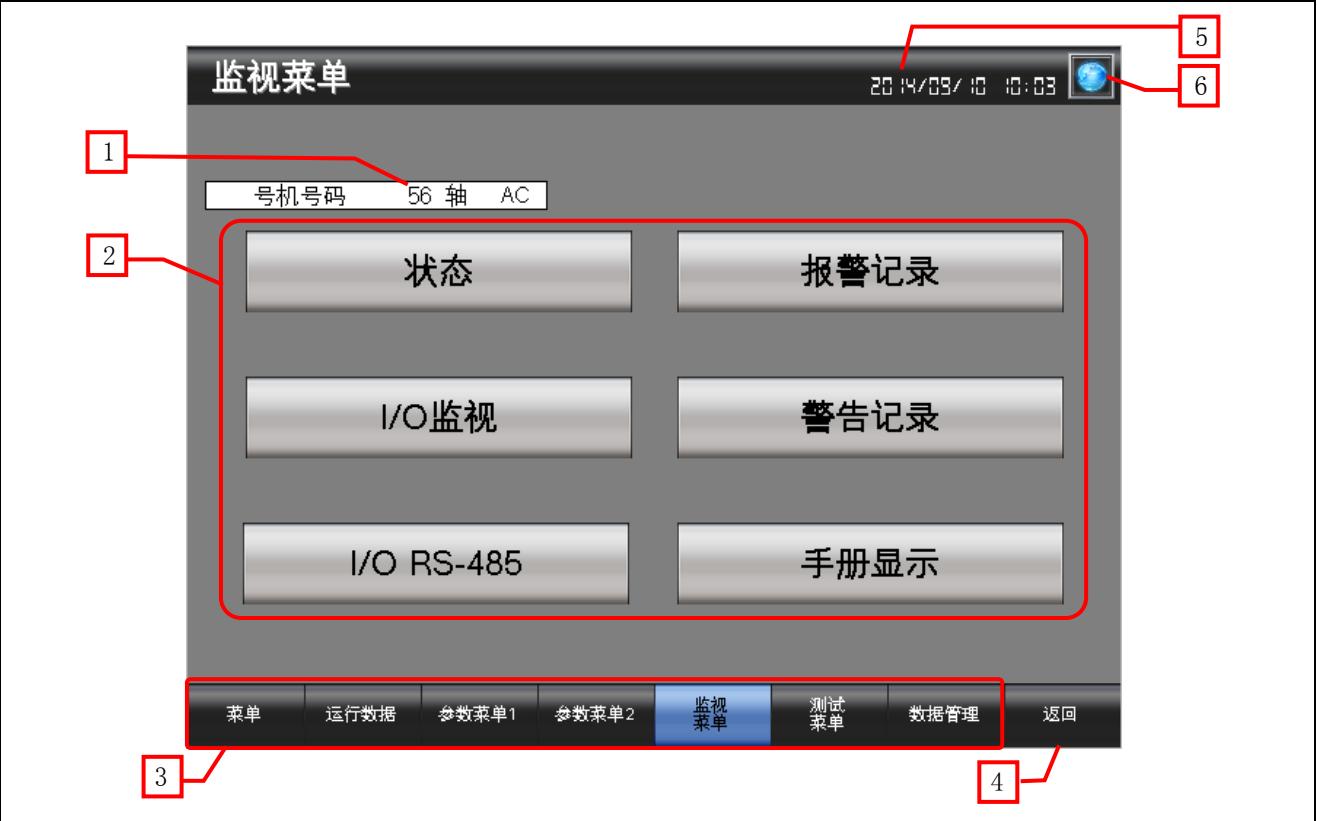 5
监视菜单
2014/09/10 10:03
6
1
号机号码 56 轴 AC
2
状态 报警记录
I/O监视 警告记录
I/O RS-485 手册显示
菜单 运行数据 参数菜单1 参数菜单2 监视 测试 数据管理 返回
菜单 菜单
3
4